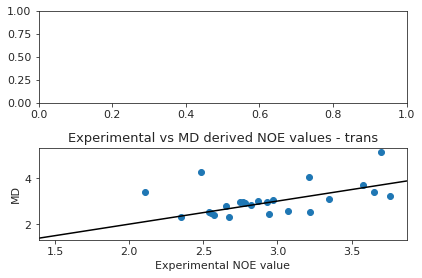 1.00
0.75
0.50
0.25
0.00
0.0 0.2 0.4 0.6 0.8 1.0
Experimental vs MD derived NOE values - trans
MD
4
2
1.5 2.0 2.5 3.0 3.5
Experimental NOE value